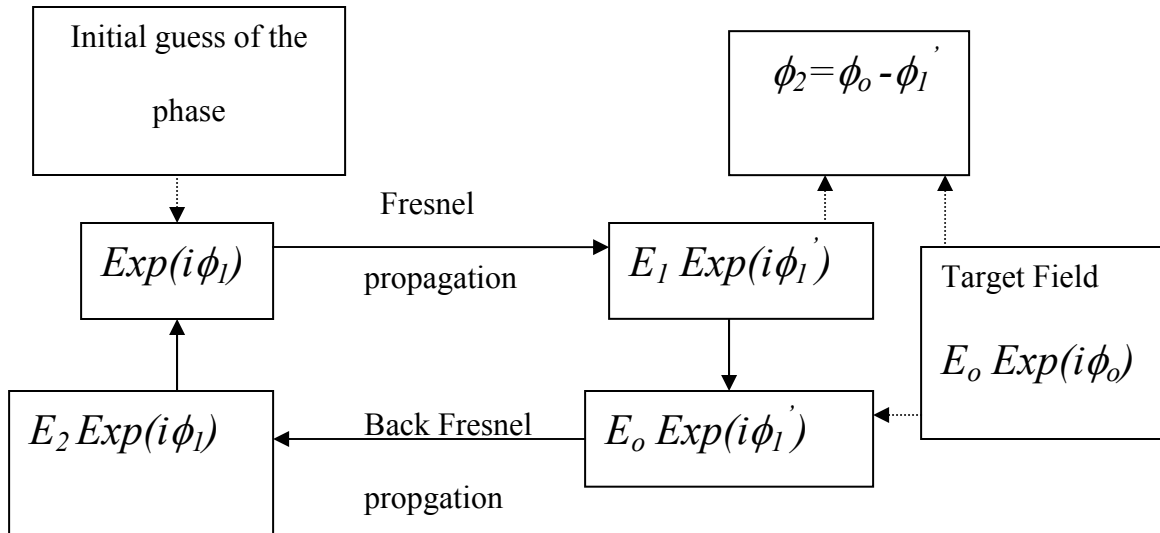 Initial guess of the
phase
ϕ₂=ϕₒ-ϕ₁’
Fresnel
propagation
Exp(iϕ₁)
E₁ Exp(iϕ₁’)
Target Field
Eₒ Exp(iϕₒ)
E₂ Exp(iϕ₁)
Back Fresnel
propgation
Eₒ Exp(iϕ₁’)